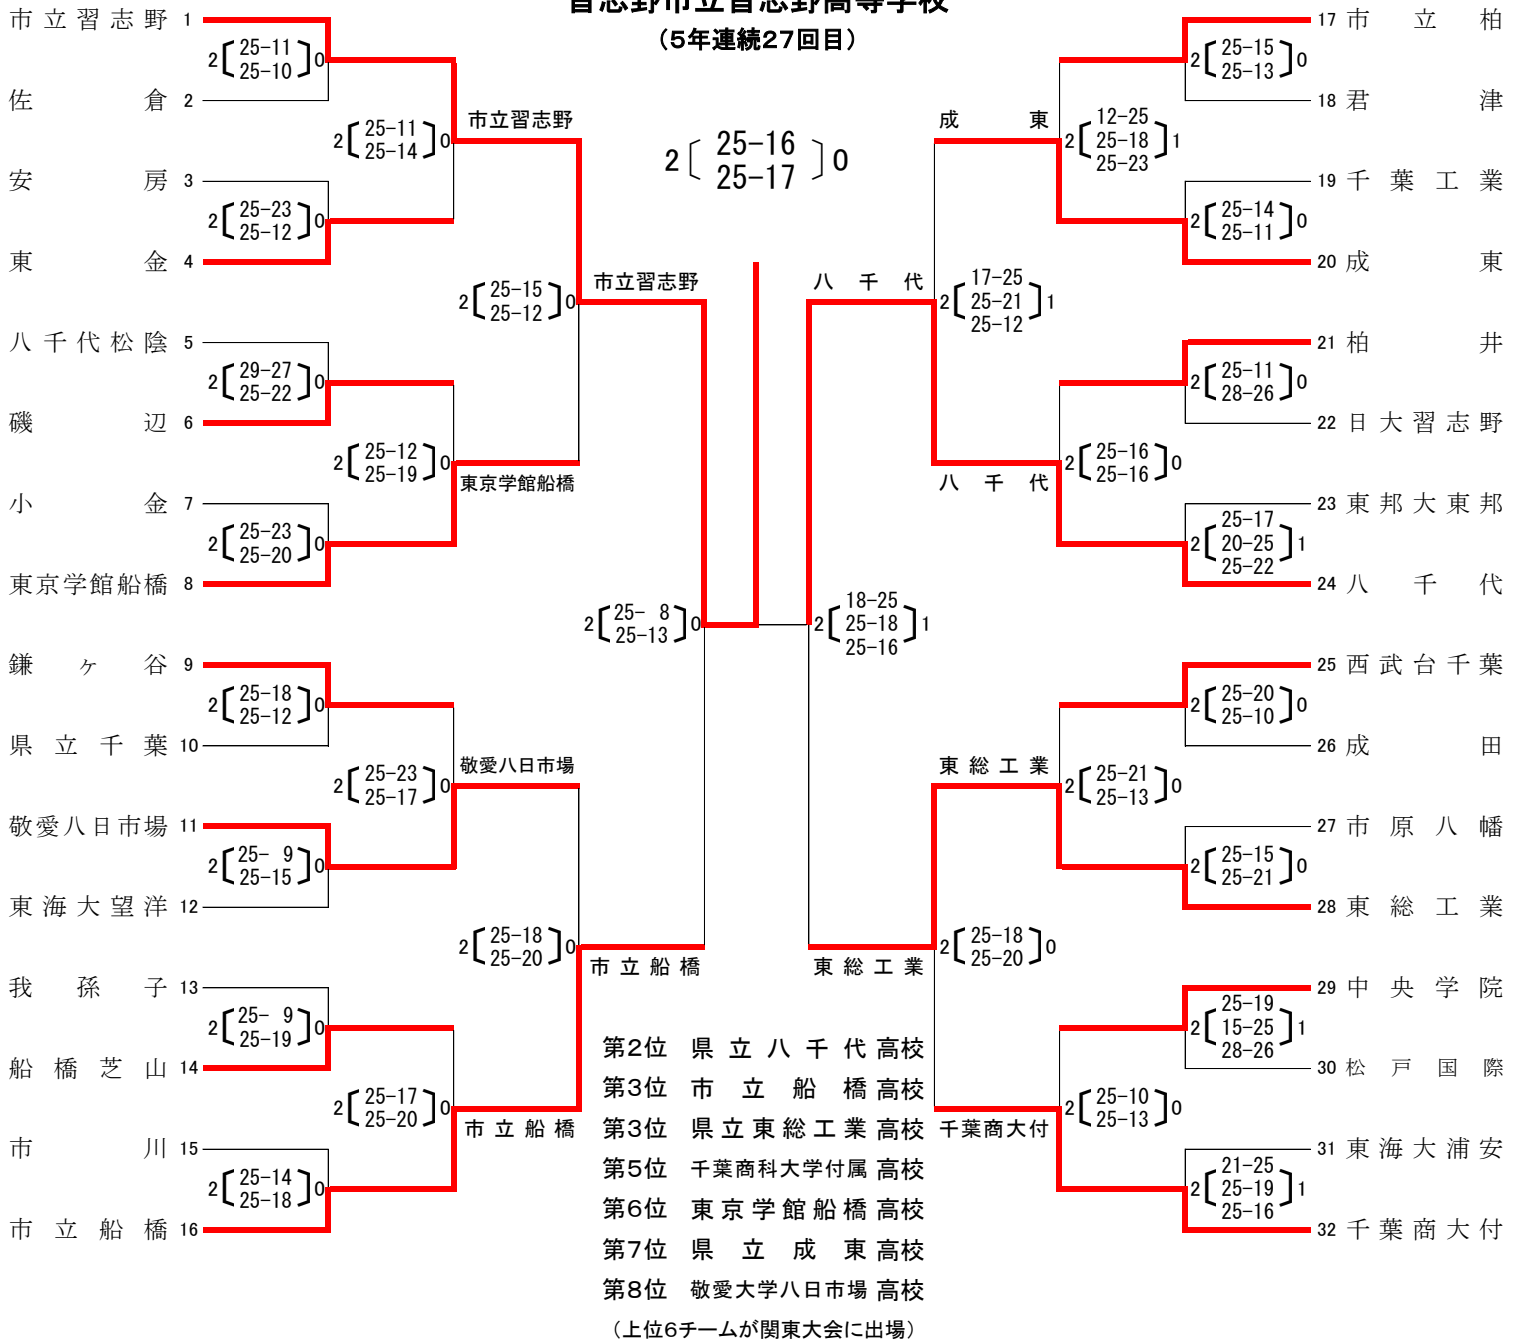 習志野市立習志野高等学校
(5年連続27回目)
2[25-16 25-17]0
市立習志野 1
2[25-11 25-10]0
佐倉 2
2[25-11 25-14]0
市立習志野
安房 3
2[25-23 25-12]0
東金 4
2[25-15 25-12]0
市立習志野
八千代松陰 5
2[29-27 25-22]0
磯辺 6
2[25-12 25-19]0
東京学館船橋
小金 7
2[25-23 25-20]0
東京学館船橋 8
2[25- 8 25-13]0
鎌ヶ谷 9
2[25-18 25-12]0
県立千葉 10
2[25-23 25-17]0
敬愛八日市場
敬愛八日市場 11
2[25- 9 25-15]0
東海大望洋 12
2[25-18 25-20]0
市立船橋
我孫子 13
2[25- 9 25-19]0
船橋芝山 14
2[25-17 25-20]0
市立船橋
市川 15
2[25-14 25-18]0
市立船橋 16
17 市立柏
2[25-15 25-13]0
18 君津
成東
2[12-25 25-18 25-23]1
19 千葉工業
2[25-14 25-11]0
20 成東
八千代
2[17-25 25-21 25-12]1
21 柏井
2[25-11 28-26]0
22 日大習志野
八千代
2[25-16 25-16]0
23 東邦大東邦
2[25-17 20-25 25-22]1
24 八千代
2[18-25 25-18 25-16]1
25 西武台千葉
2[25-20 25-10]0
26 成田
東総工業
2[25-21 25-13]0
27 市原八幡
2[25-15 25-21]0
28 東総工業
東総工業
2[25-18 25-20]0
29 中央学院
2[25-19 15-25 28-26]1
30 松戸国際
千葉商大付
2[25-10 25-13]0
31 東海大浦安
2[21-25 25-19 25-16]1
32 千葉商大付
第2位 県立八千代高校
第3位 市立船橋高校
第3位 県立東総工業高校
第5位 千葉商科大学付属高校
第6位 東京学館船橋高校
第7位 県立成東高校
第8位 敬愛大学八日市場高校
(上位6チームが関東大会に出場)